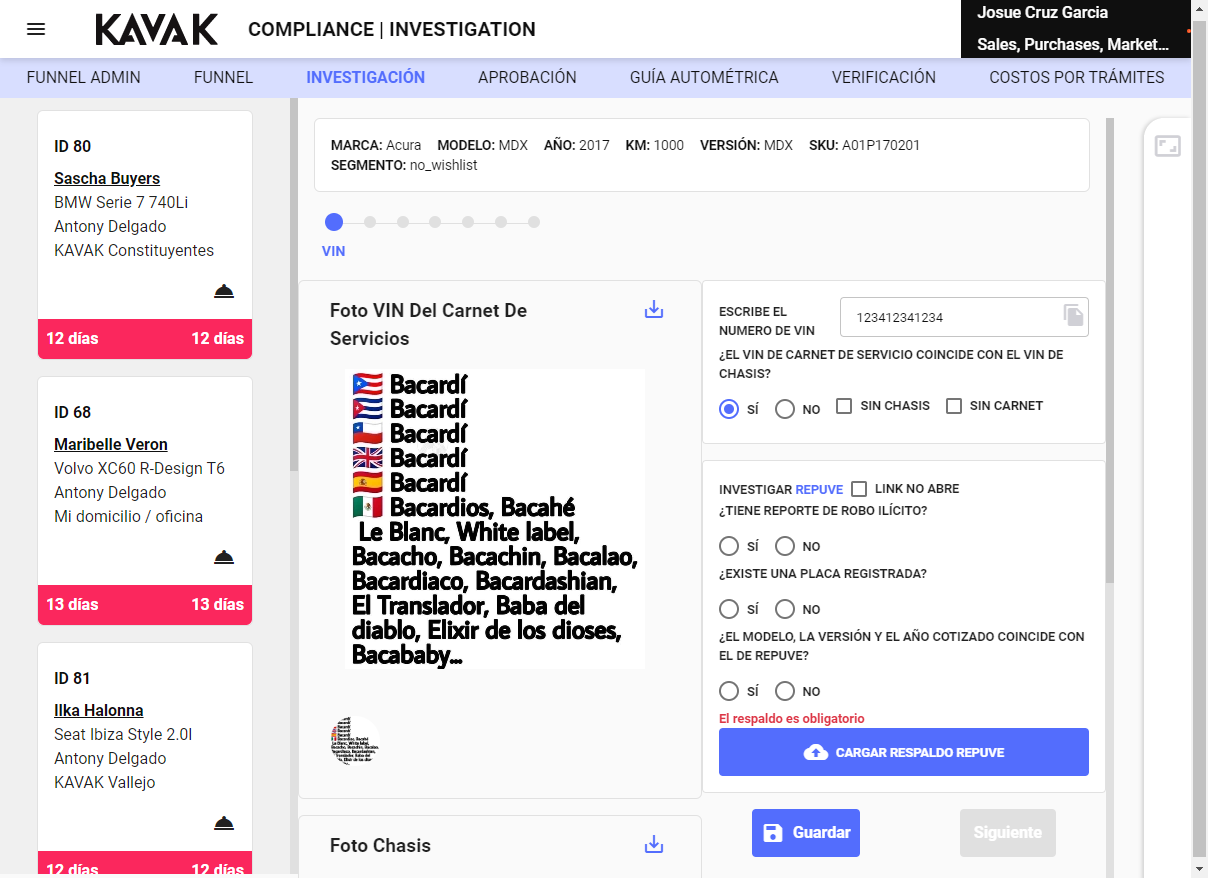 KAVAK
COMPLIANCE | INVESTIGATION
Josue Cruz Garcia
Sales, Purchases, Market...
FUNNEL ADMIN
FUNNEL
INVESTIGACIÓN
APROBACIÓN
GUÍA AUTOMÉTRICA
VERIFICACIÓN
COSTOS POR TRÁMITES
ID 80
Sascha Buyers
BMW Serie 7 740Li
Antony Delgado
KAVAK Constituyentes
12 días 12 días
ID 68
Maribelle Veron
Volvo XC60 R-Design T6
Antony Delgado
Mi domicilio / oficina
13 días 13 días
ID 81
Ilka Halonna
Seat Ibiza Style 2.0l
Antony Delgado
KAVAK Vallejo
12 días 12 días
MARCA: Acura MODELO: MDX AÑO: 2017 KM: 1000 VERSIÓN: MDX SKU: A01P170201
SEGMENTO: no_wishlist
VIN
Foto VIN Del Carnet De
Servicios
Bacardí
Bacardí
Bacardí
Bacardí
Bacardí
Bacardios, Bacahé
Le Blanc, White label,
Bacacho, Bacachin, Bacalao,
Bacardiaco, Bacardashian,
El Translador, Baba del
diablo, Elixir de los dioses,
Bacababy...
Foto Chasis
ESCRIBE EL
NUMERO DE VIN
123412341234
¿EL VIN DE CARNET DE SERVICIO COINCIDE CON EL VIN DE
CHASIS?
SÍ NO SIN CHASIS SIN CARNET
INVESTIGAR REPUVE LINK NO ABRE
¿TIENE REPORTE DE ROBO ILÍCITO?
SÍ NO
¿EXISTE UNA PLACA REGISTRADA?
SÍ NO
¿EL MODELO, LA VERSIÓN Y EL AÑO COTIZADO COINCIDE CON
EL DE REPUVE?
SÍ NO
El respaldo es obligatorio
CARGAR RESPALDO REPUVE
Guardar
Siguiente